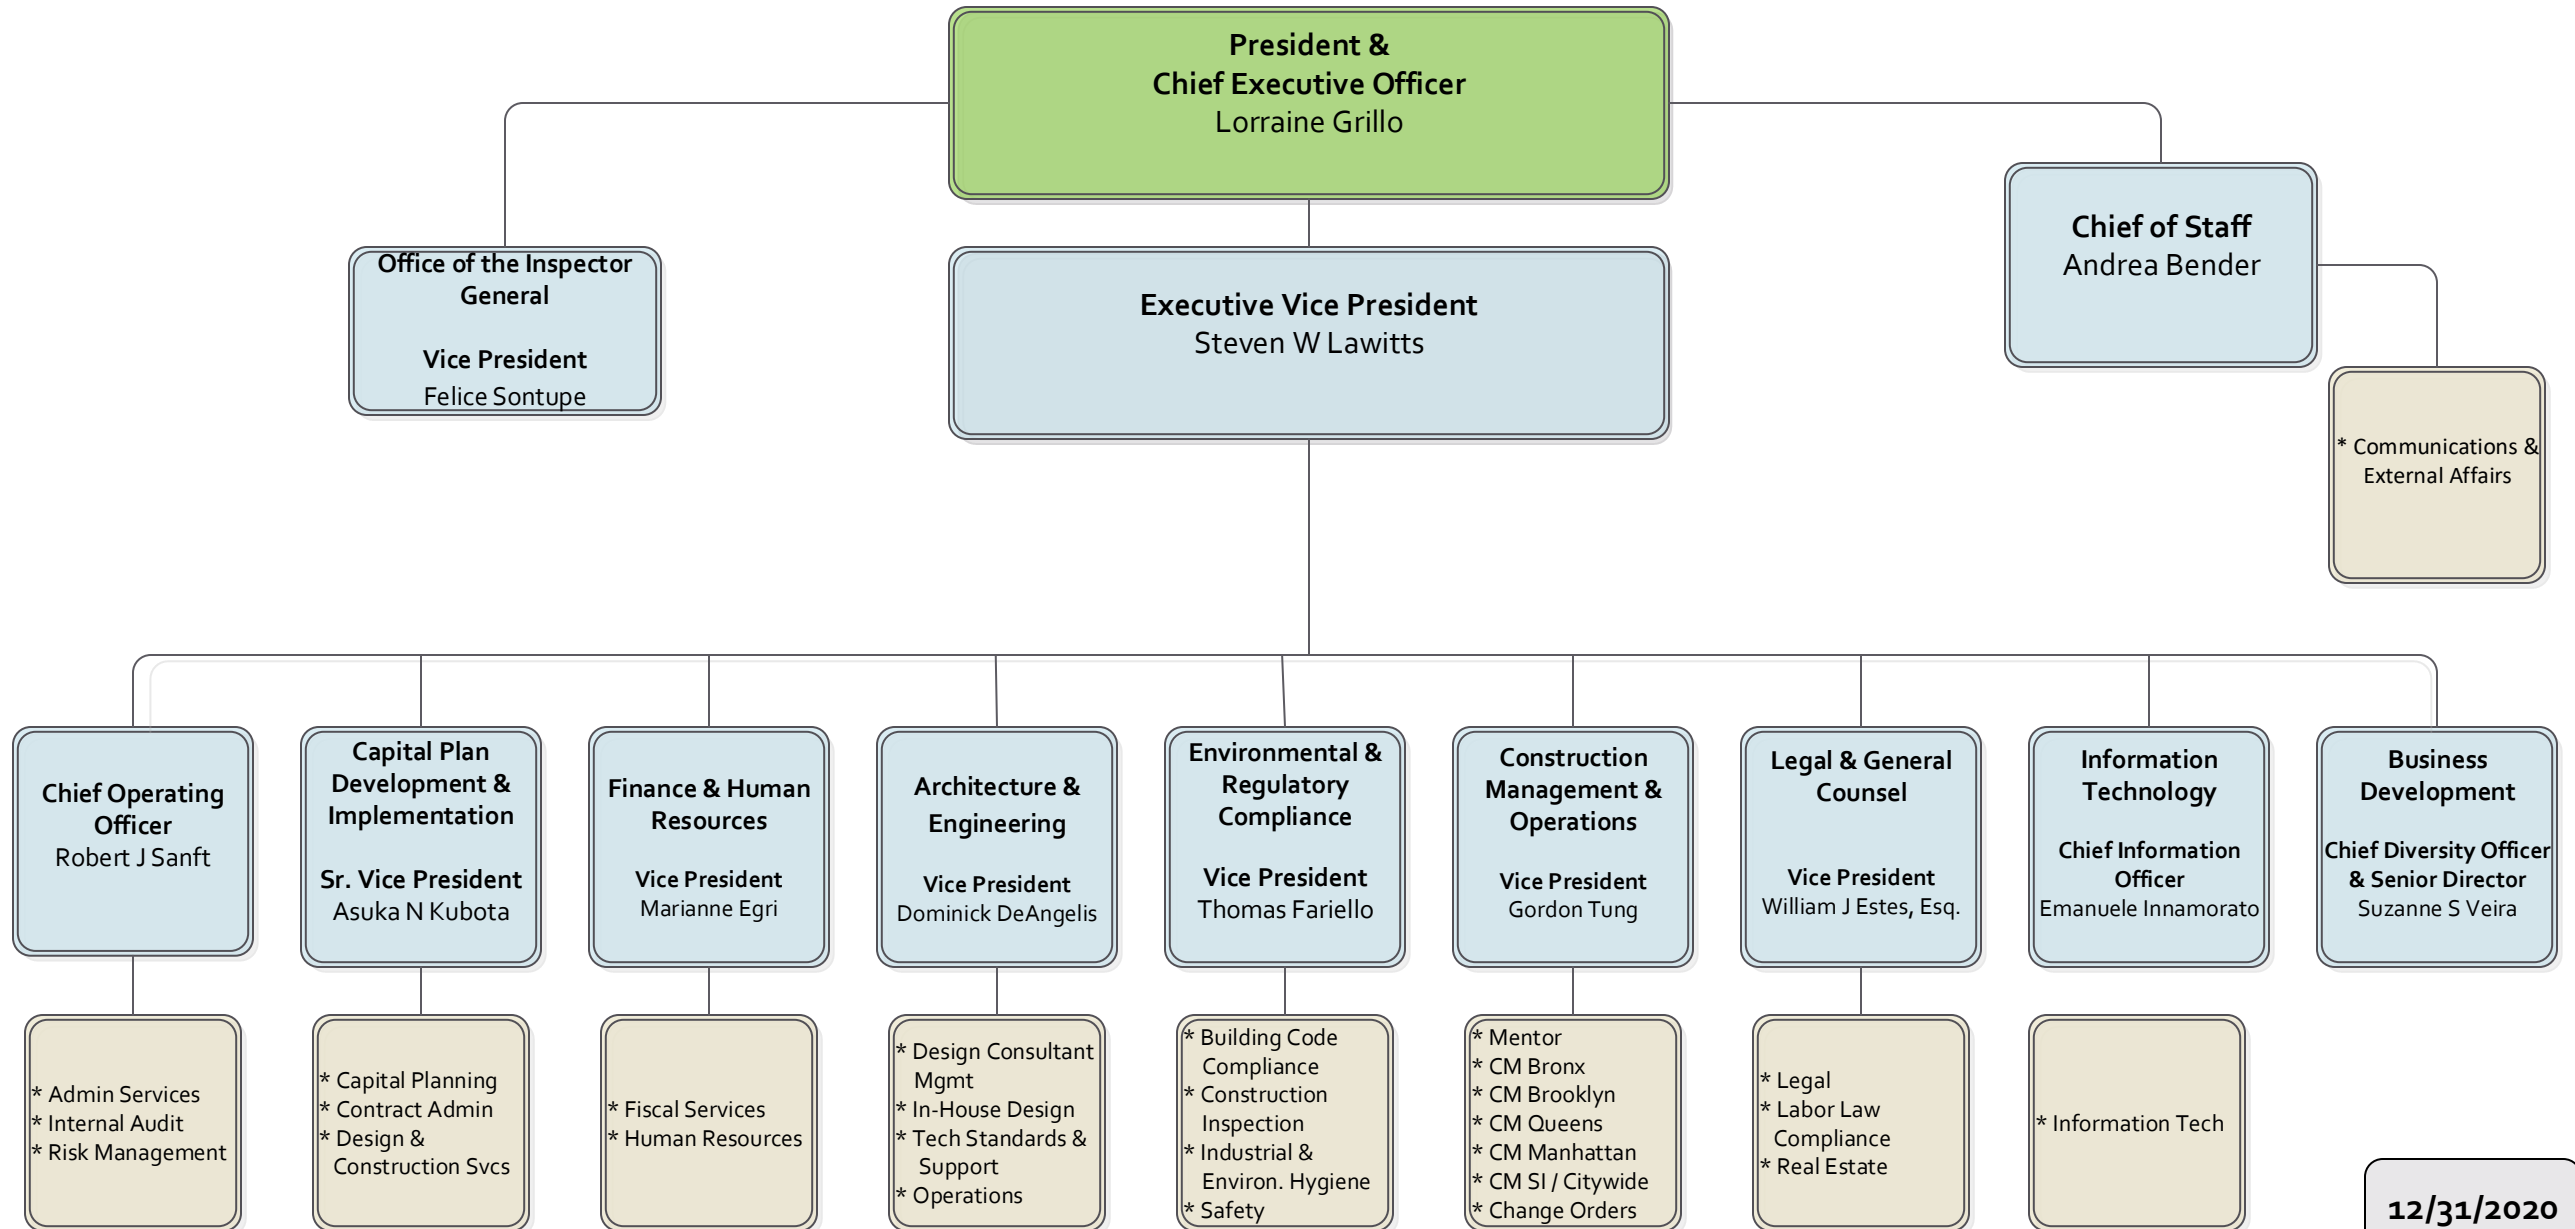 President &
Chief Executive Officer
Lorraine Grillo
Office of the Inspector
General
Vice President
Felice Sontupe
Executive Vice President
Steven W Lawitts
Chief of Staff
Andrea Bender
* Communications &
External Affairs
Chief Operating
Officer
Robert J Sanft
Capital Plan
Development &
Implementation
Sr. Vice President
Asuka N Kubota
Finance & Human
Resources
Vice President
Marianne Egri
Architecture &
Engineering
Vice President
Dominick DeAngelis
Environmental &
Regulatory
Compliance
Vice President
Thomas Fariello
Construction
Management &
Operations
Vice President
Gordon Tung
Legal & General
Counsel
Vice President
William J Estes, Esq.
Information
Technology
Chief Information
Officer
Emanuele Innamorato
Business
Development
Chief Diversity Officer
& Senior Director
Suzanne S Veira
* Admin Services
* Internal Audit
* Risk Management
* Capital Planning
* Contract Admin
* Design &
Construction Svcs
* Fiscal Services
* Human Resources
* Design Consultant
Mgmt
* In-House Design
* Tech Standards &
Support
* Operations
* Building Code
Compliance
* Construction
Inspection
* Industrial &
Environ. Hygiene
* Safety
* Mentor
* CM Bronx
* CM Brooklyn
* CM Queens
* CM Manhattan
* CM SI / Citywide
* Change Orders
* Legal
* Labor Law
Compliance
* Real Estate
* Information Tech
12/31/2020